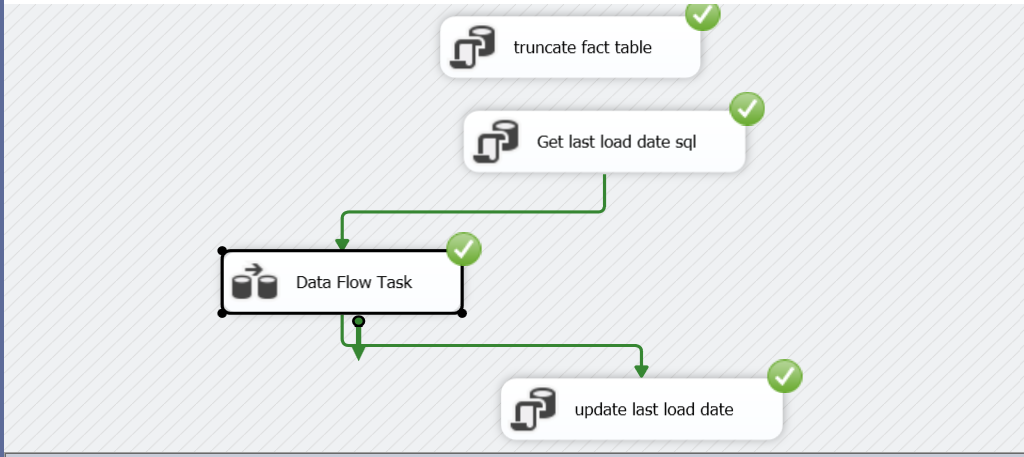 truncate fact table
Get last load date sql
Data Flow Task
update last load date